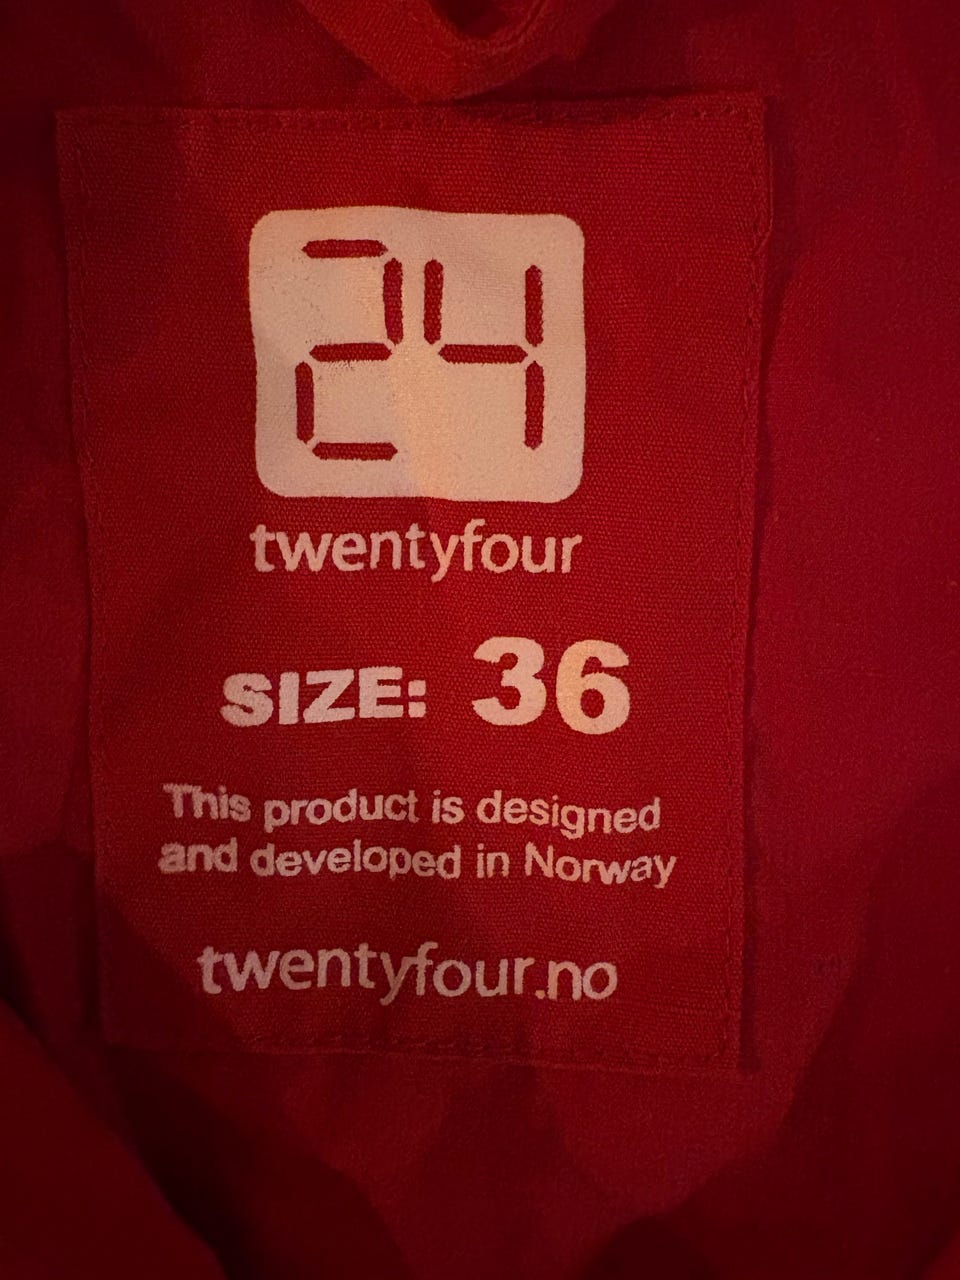 24
twentyfour
SIZE: 36
This product is designed
and developed in Norway
twentyfour.no